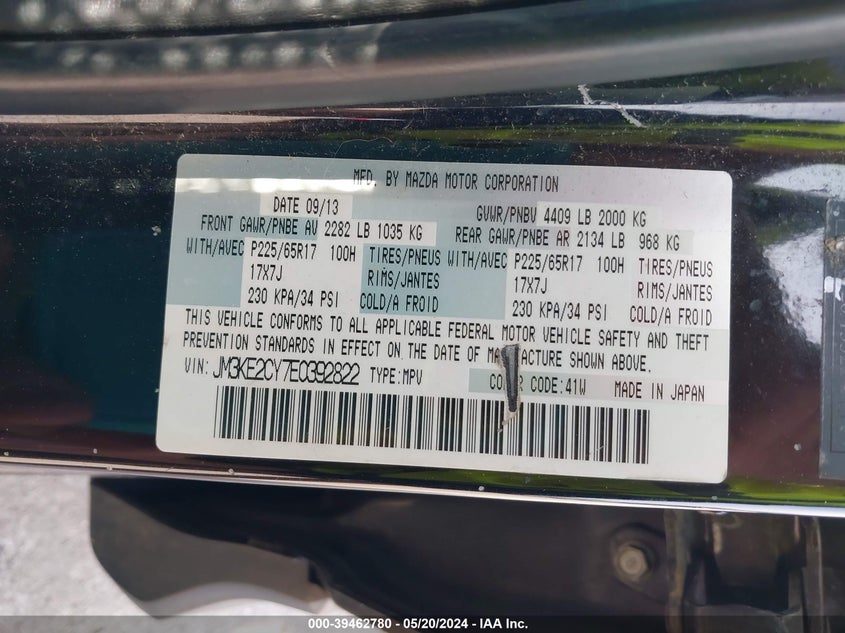 MFD. BY MAZDA MOTOR CORPORATION
DATE 09/13 GVWR/PNBV 4409 LB 2000 KG
FRONT GAWR/PNBE AV 2282 LB 1035 KG REAR GAWR/PNBE AR 2134 LB 968 KG
WITH/AVEC P225/65R17 100H TIRES/PNEUS WITH/AVEC P225/65R17 100H TIRES/PNEUS
17X7J RIMS/JANTES 17X7J RIMS/JANTES
230 KPA/34 PSI COLD/A FROID 230 KPA/34 PSI COLD/A FROID
THIS VEHICLE CONFORMS TO ALL APPLICABLE FEDERAL MOTOR VEHICLE SAFETY AND THEFT
PREVENTION STANDARDS IN EFFECT ON THE DATE OF MANUFACTURE SHOWN ABOVE.
VIN: JM3KE2CY7E0392822 TYPE:MPV COLOR CODE:41W MADE IN JAPAN
000-39462780 - 05/20/2024 - IAA Inc.